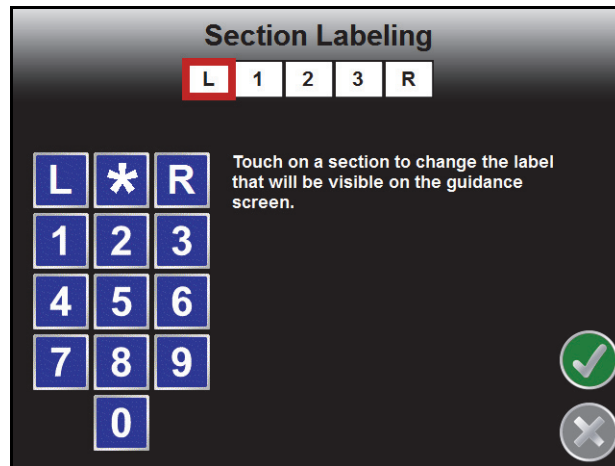 Section Labeling
L 1 2 3 R
Touch on a section to change the label
that will be visible on the guidance
screen.
L * R
1 2 3
4 5 6
7 8 9
0